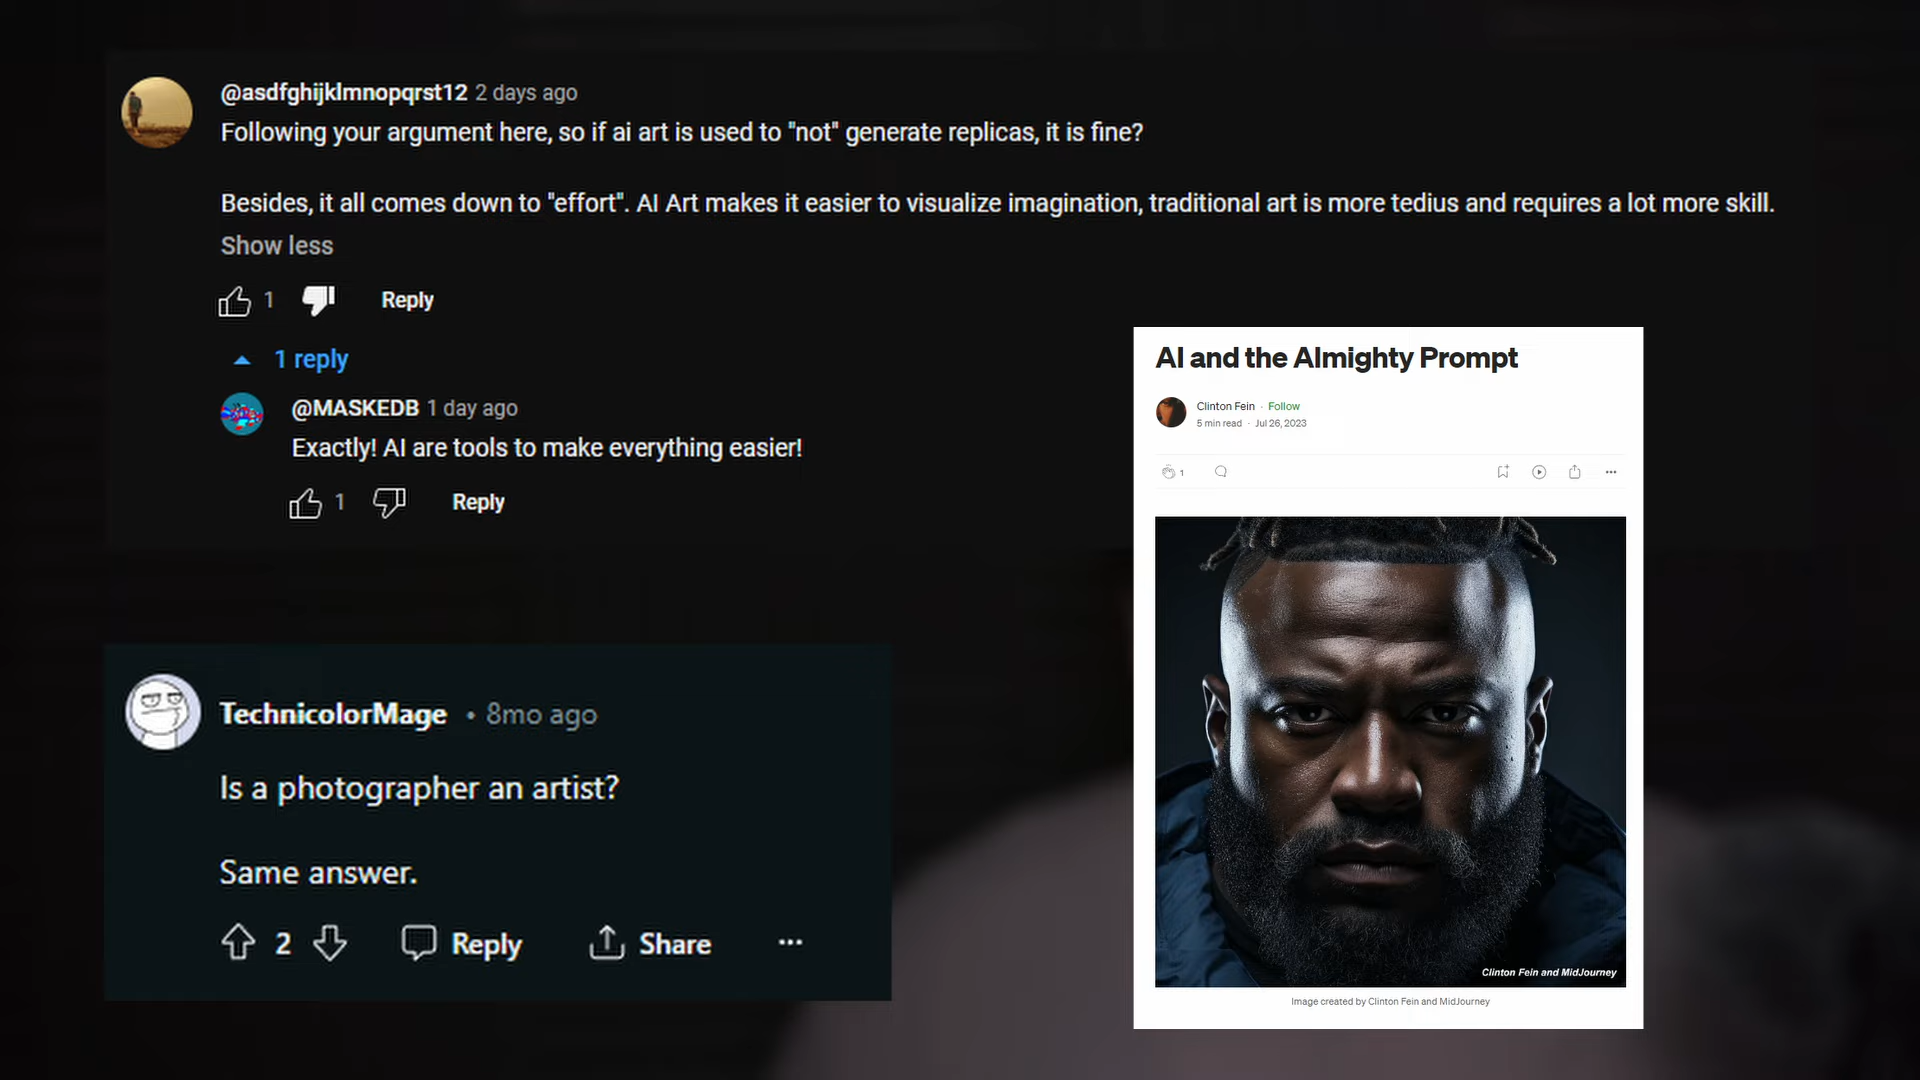 @asdfghijklmnopqrst12 2 days ago
Following your argument here, so if ai art is used to "not" generate replicas, it is fine?
Besides, it all comes down to "effort". AI Art makes it easier to visualize imagination, traditional art is more tedius and requires a lot more skill.
Show less
1 Reply
1 reply
@MASKEDB 1 day ago
Exactly! AI are tools to make everything easier!
1 Reply
TechnicolorMage • 8mo ago
Is a photographer an artist?
Same answer.
2 Reply Share ...
AI and the Almighty Prompt
Clinton Fein · Follow
5 min read · Jul 26, 2023
1
Clinton Fein and MidJourney
Image created by Clinton Fein and MidJourney